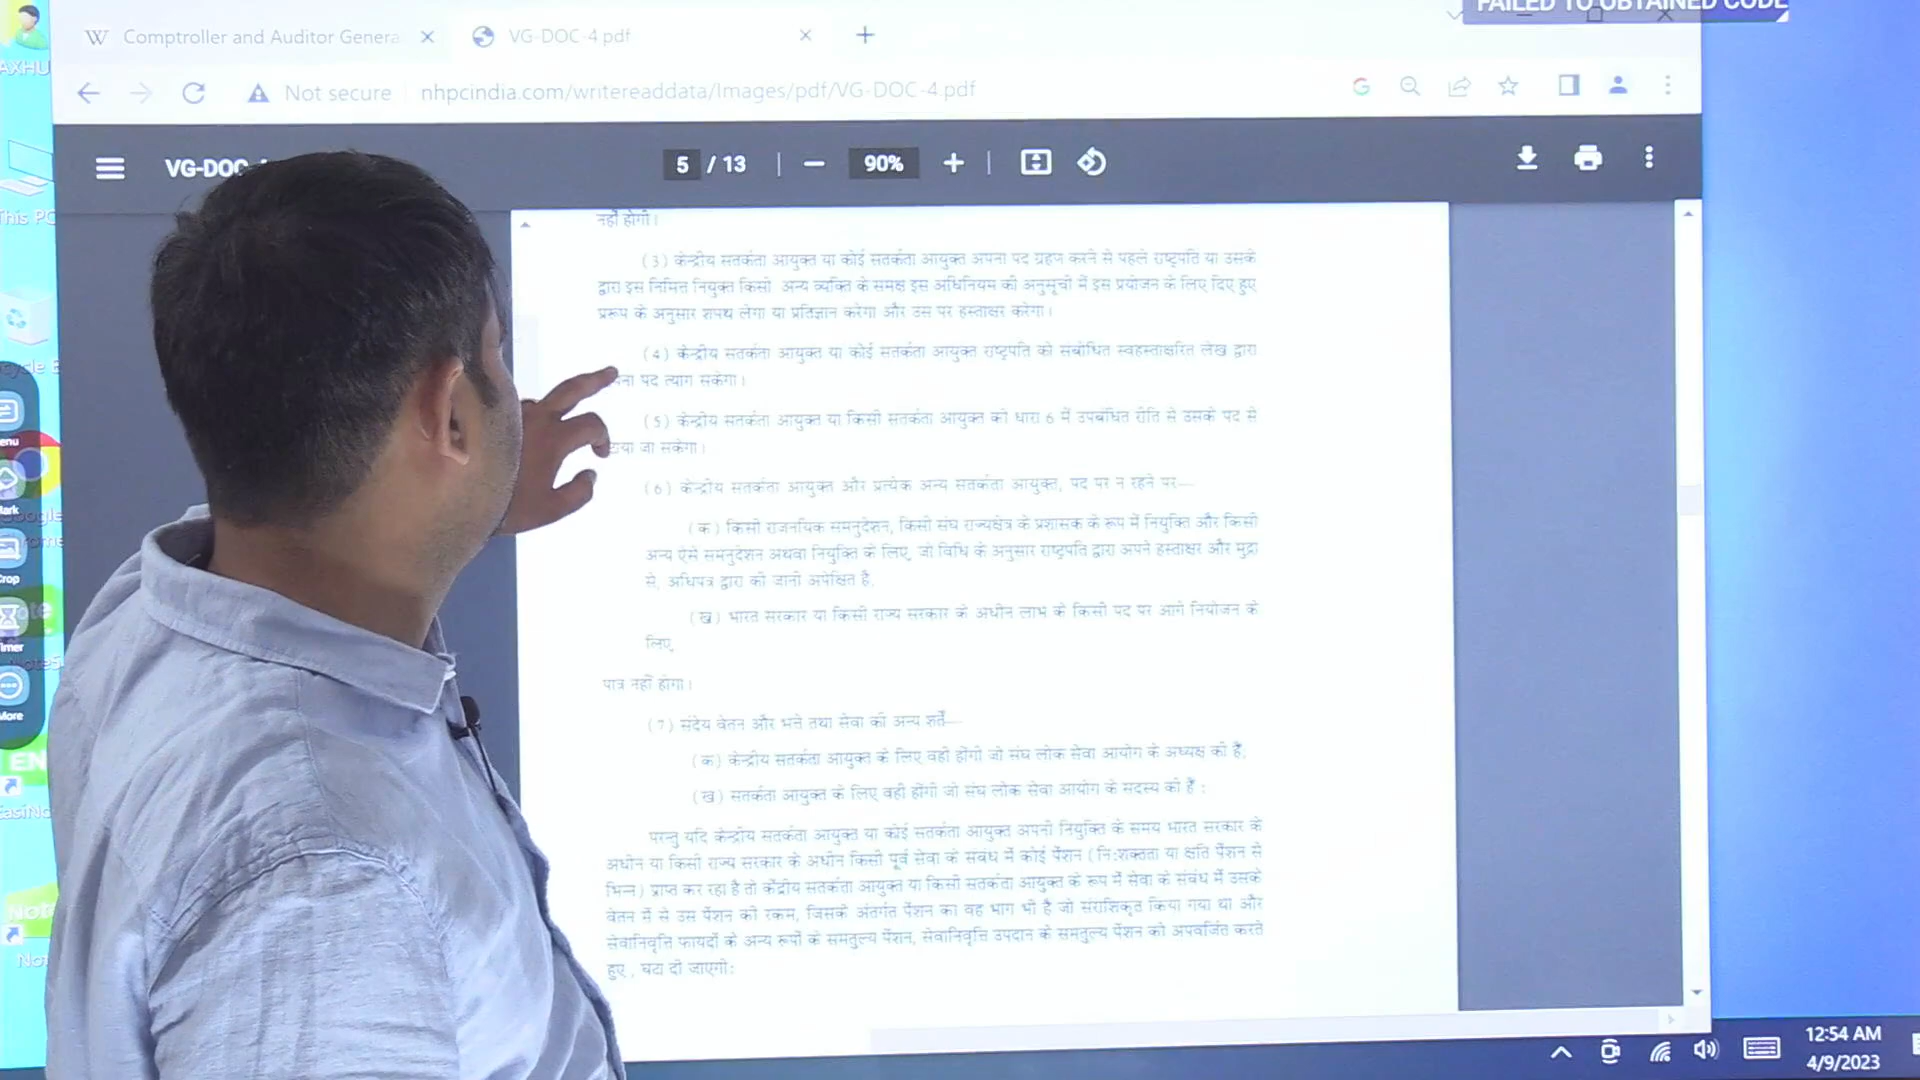 FAILED TO OBTAINED CODE
Comptroller and Auditor Genera
VG-DOC-4.pdf
Not secure
nhpcindia.com/writereaddata/Images/pdf/VG-DOC-4.pdf
VG-DOC
5 / 13
90%
नहीं होगी।
(3) केन्द्रीय सतर्कता आयुक्त या कोई सतर्कता आयुक्त अपना पद ग्रहण करने से पहले राष्ट्रपति या उसके
द्वारा इस निमित्त नियुक्त किसी अन्य व्यक्ति के समक्ष इस अधिनियम की अनुसूची में इस प्रयोजन के लिए दिए हुए
प्ररूप के अनुसार शपथ लेगा या प्रतिज्ञान करेगा और उस पर हस्ताक्षर करेगा।
(4) केन्द्रीय सतर्कता आयुक्त या कोई सतर्कता आयुक्त राष्ट्रपति को संबोधित स्वहस्ताक्षरित लेख द्वारा
पद त्याग सकेगा।
(5) केन्द्रीय सतर्कता आयुक्त या किसी सतर्कता आयुक्त को धारा 6 में उपबंधित रीति से उसके पद से
जा सकेगा।
(6) केन्द्रीय सतर्कता आयुक्त और प्रत्येक अन्य सतर्कता आयुक्त, पद पर न रहने पर—
(क) किसी राजनयिक समनुदेशन, किसी संघ राज्यक्षेत्र के प्रशासक के रूप में नियुक्ति और किसी
अन्य ऐसे समनुदेशन अथवा नियुक्ति के लिए, जो विधि के अनुसार राष्ट्रपति द्वारा अपने हस्ताक्षर और मुद्रा
से, अधिपत्र द्वारा की जानी अपेक्षित है,
(ख) भारत सरकार या किसी राज्य सरकार के अधीन लाभ के किसी पद पर आगे नियोजन के
लिए,
पात्र नहीं होगा।
(7) संदेय वेतन और भत्ते तथा सेवा की अन्य शर्तें—
(क) केन्द्रीय सतर्कता आयुक्त के लिए वही होंगी जो संघ लोक सेवा आयोग के अध्यक्ष की हैं,
(ख) सतर्कता आयुक्त के लिए वही होंगी जो संघ लोक सेवा आयोग के सदस्य की हैं :
परन्तु यदि केन्द्रीय सतर्कता आयुक्त या कोई सतर्कता आयुक्त अपनी नियुक्ति के समय भारत सरकार के
अधीन या किसी राज्य सरकार के अधीन किसी पूर्व सेवा के संबंध में कोई पेंशन (नि:शक्तता या क्षति पेंशन से
भिन्न) प्राप्त कर रहा है तो केंद्रीय सतर्कता आयुक्त या किसी सतर्कता आयुक्त के रूप में सेवा के संबंध में उसके
वेतन में से उस पेंशन की रकम, जिसके अंतर्गत पेंशन का वह भाग भी है जो संराशिकृत किया गया था और
सेवानिवृत्ति फायदों के अन्य रूपों के समतुल्य पेंशन, सेवानिवृत्ति उपदान के समतुल्य पेंशन को अपवर्जित करते
हुए , घटा दी जाएगी:
This PC
Crop
More
12:54 AM
4/9/2023